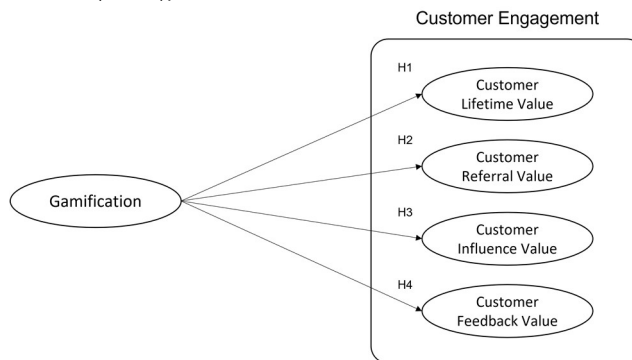 Customer Engagement
H1
Customer
Lifetime Value
H2
Customer
Referral Value
Gamification
H3
Customer
Influence Value
H4
Customer
Feedback Value